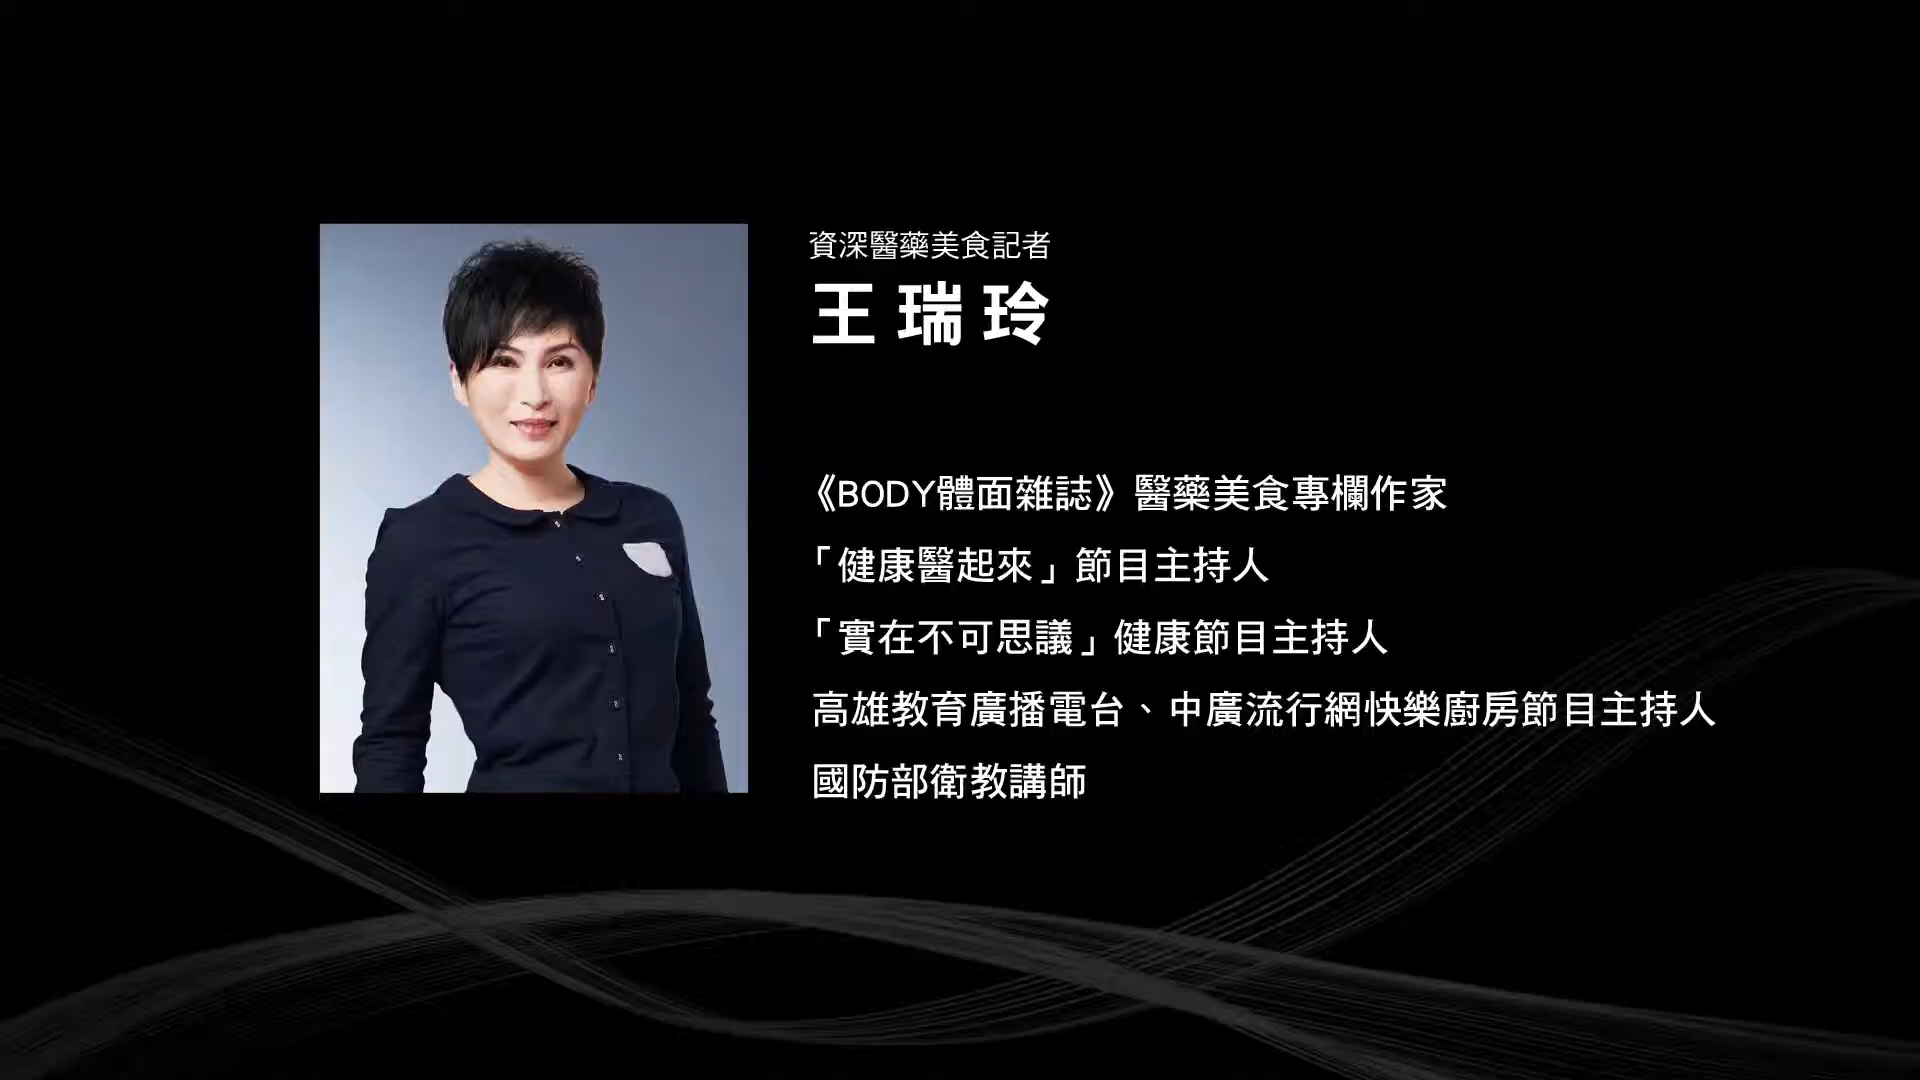 資深醫藥美食記者
王瑞玲
《BODY體面雜誌》醫藥美食專欄作家
「健康醫起來」節目主持人
「實在不可思議」健康節目主持人
高雄教育廣播電台、中廣流行網快樂廚房節目主持人
國防部衛教講師